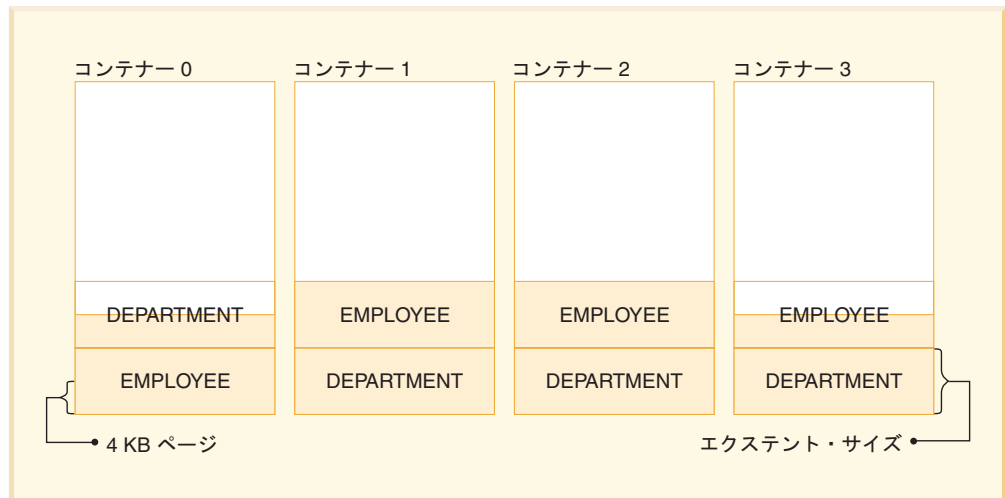 コンテナー 0
コンテナー 1
コンテナー 2
コンテナー 3
DEPARTMENT
EMPLOYEE
EMPLOYEE
EMPLOYEE
EMPLOYEE
DEPARTMENT
DEPARTMENT
DEPARTMENT
4 KB ページ
エクステント・サイズ